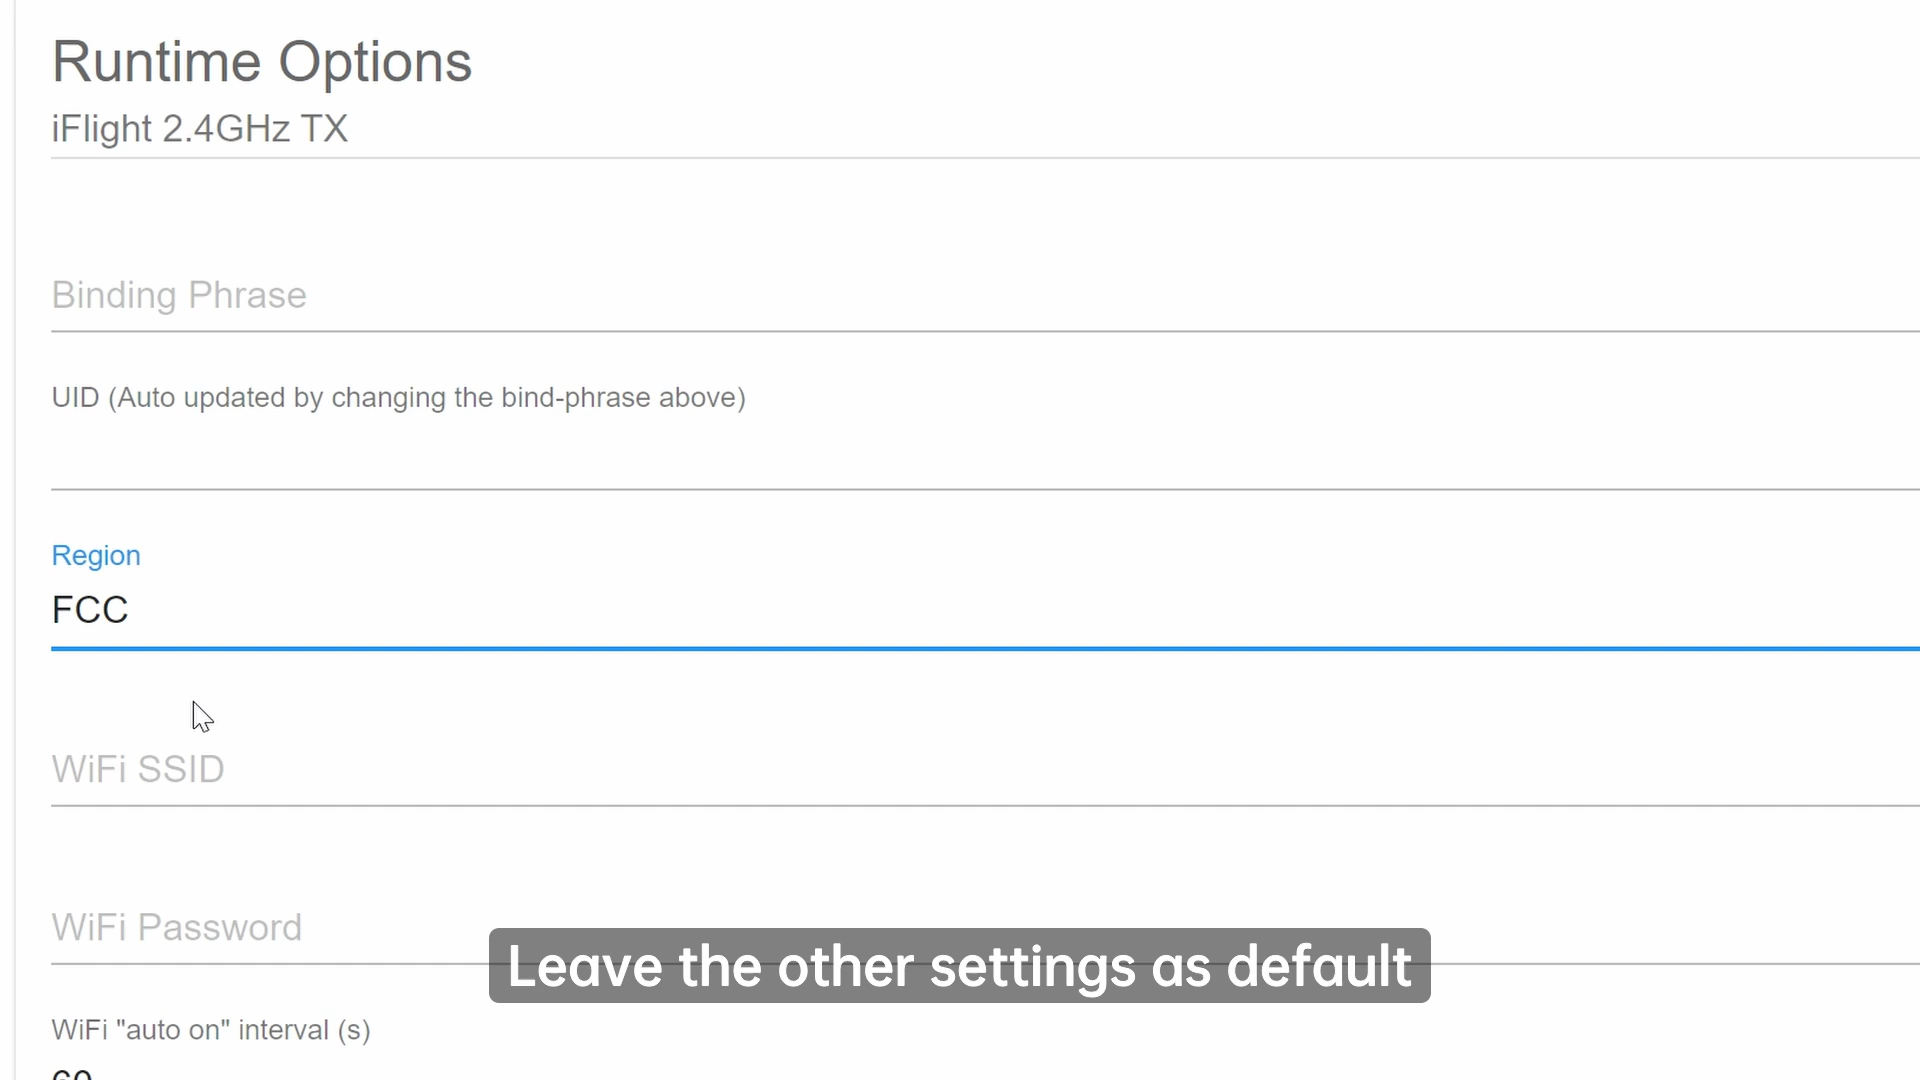 Runtime Options
iFlight 2.4GHz TX
Binding Phrase
UID (Auto updated by changing the bind-phrase above)
Region
FCC
WiFi SSID
WiFi Password
Leave the other settings as default
WiFi "auto on" interval (s)
60